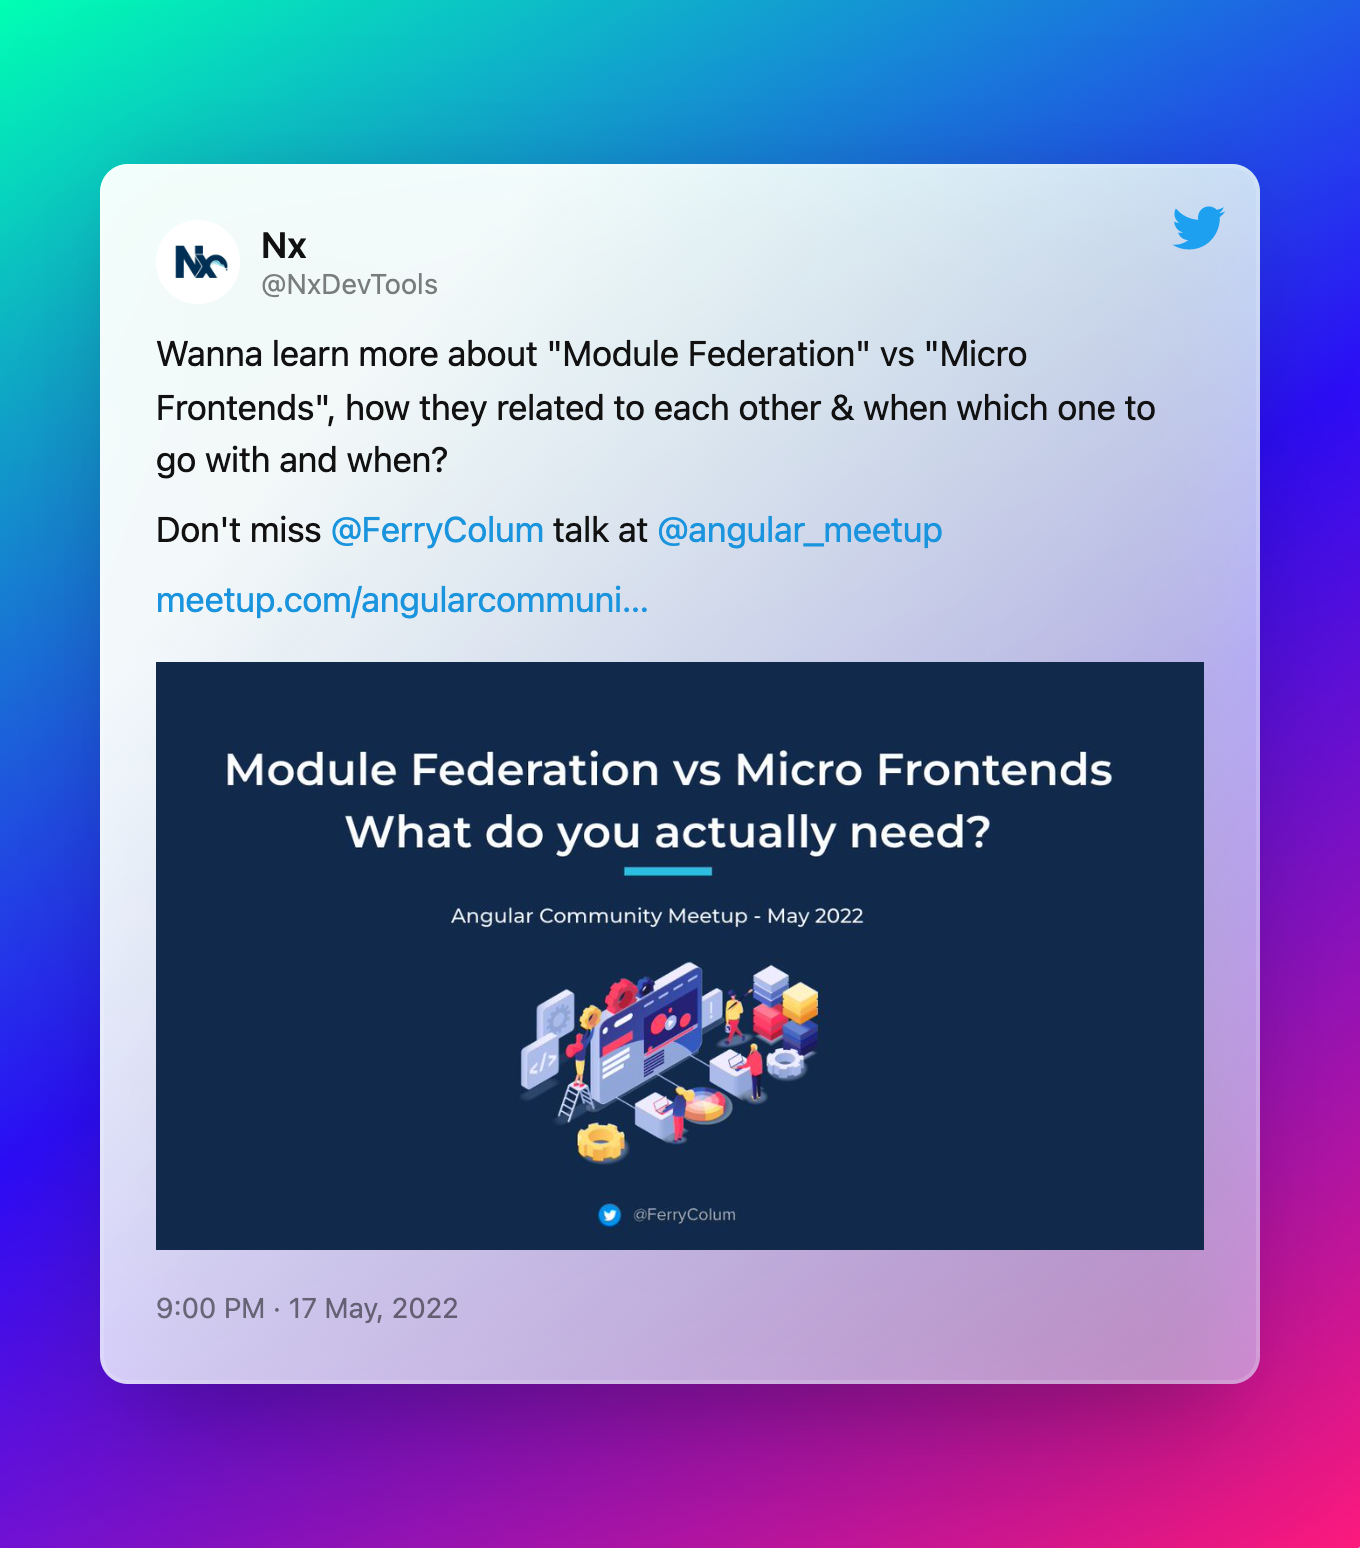 Nx
Nx
@NxDevTools
Wanna learn more about "Module Federation" vs "Micro
Frontends", how they related to each other & when which one to
go with and when?
Don't miss @FerryColum talk at @angular_meetup
meetup.com/angularcommuni...
Module Federation vs Micro Frontends
What do you actually need?
Angular Community Meetup - May 2022
</>
@FerryColum
9:00 PM · 17 May, 2022